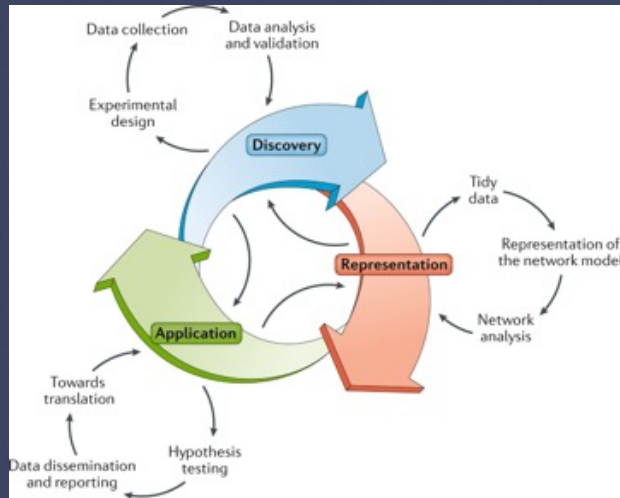 Data collection
Data analysis
and validation
Experimental
design
Discovery
Tidy
data
Representation
Representation of
the network model
Network
analysis
Application
Towards
translation
Hypothesis
testing
Data dissemination
and reporting